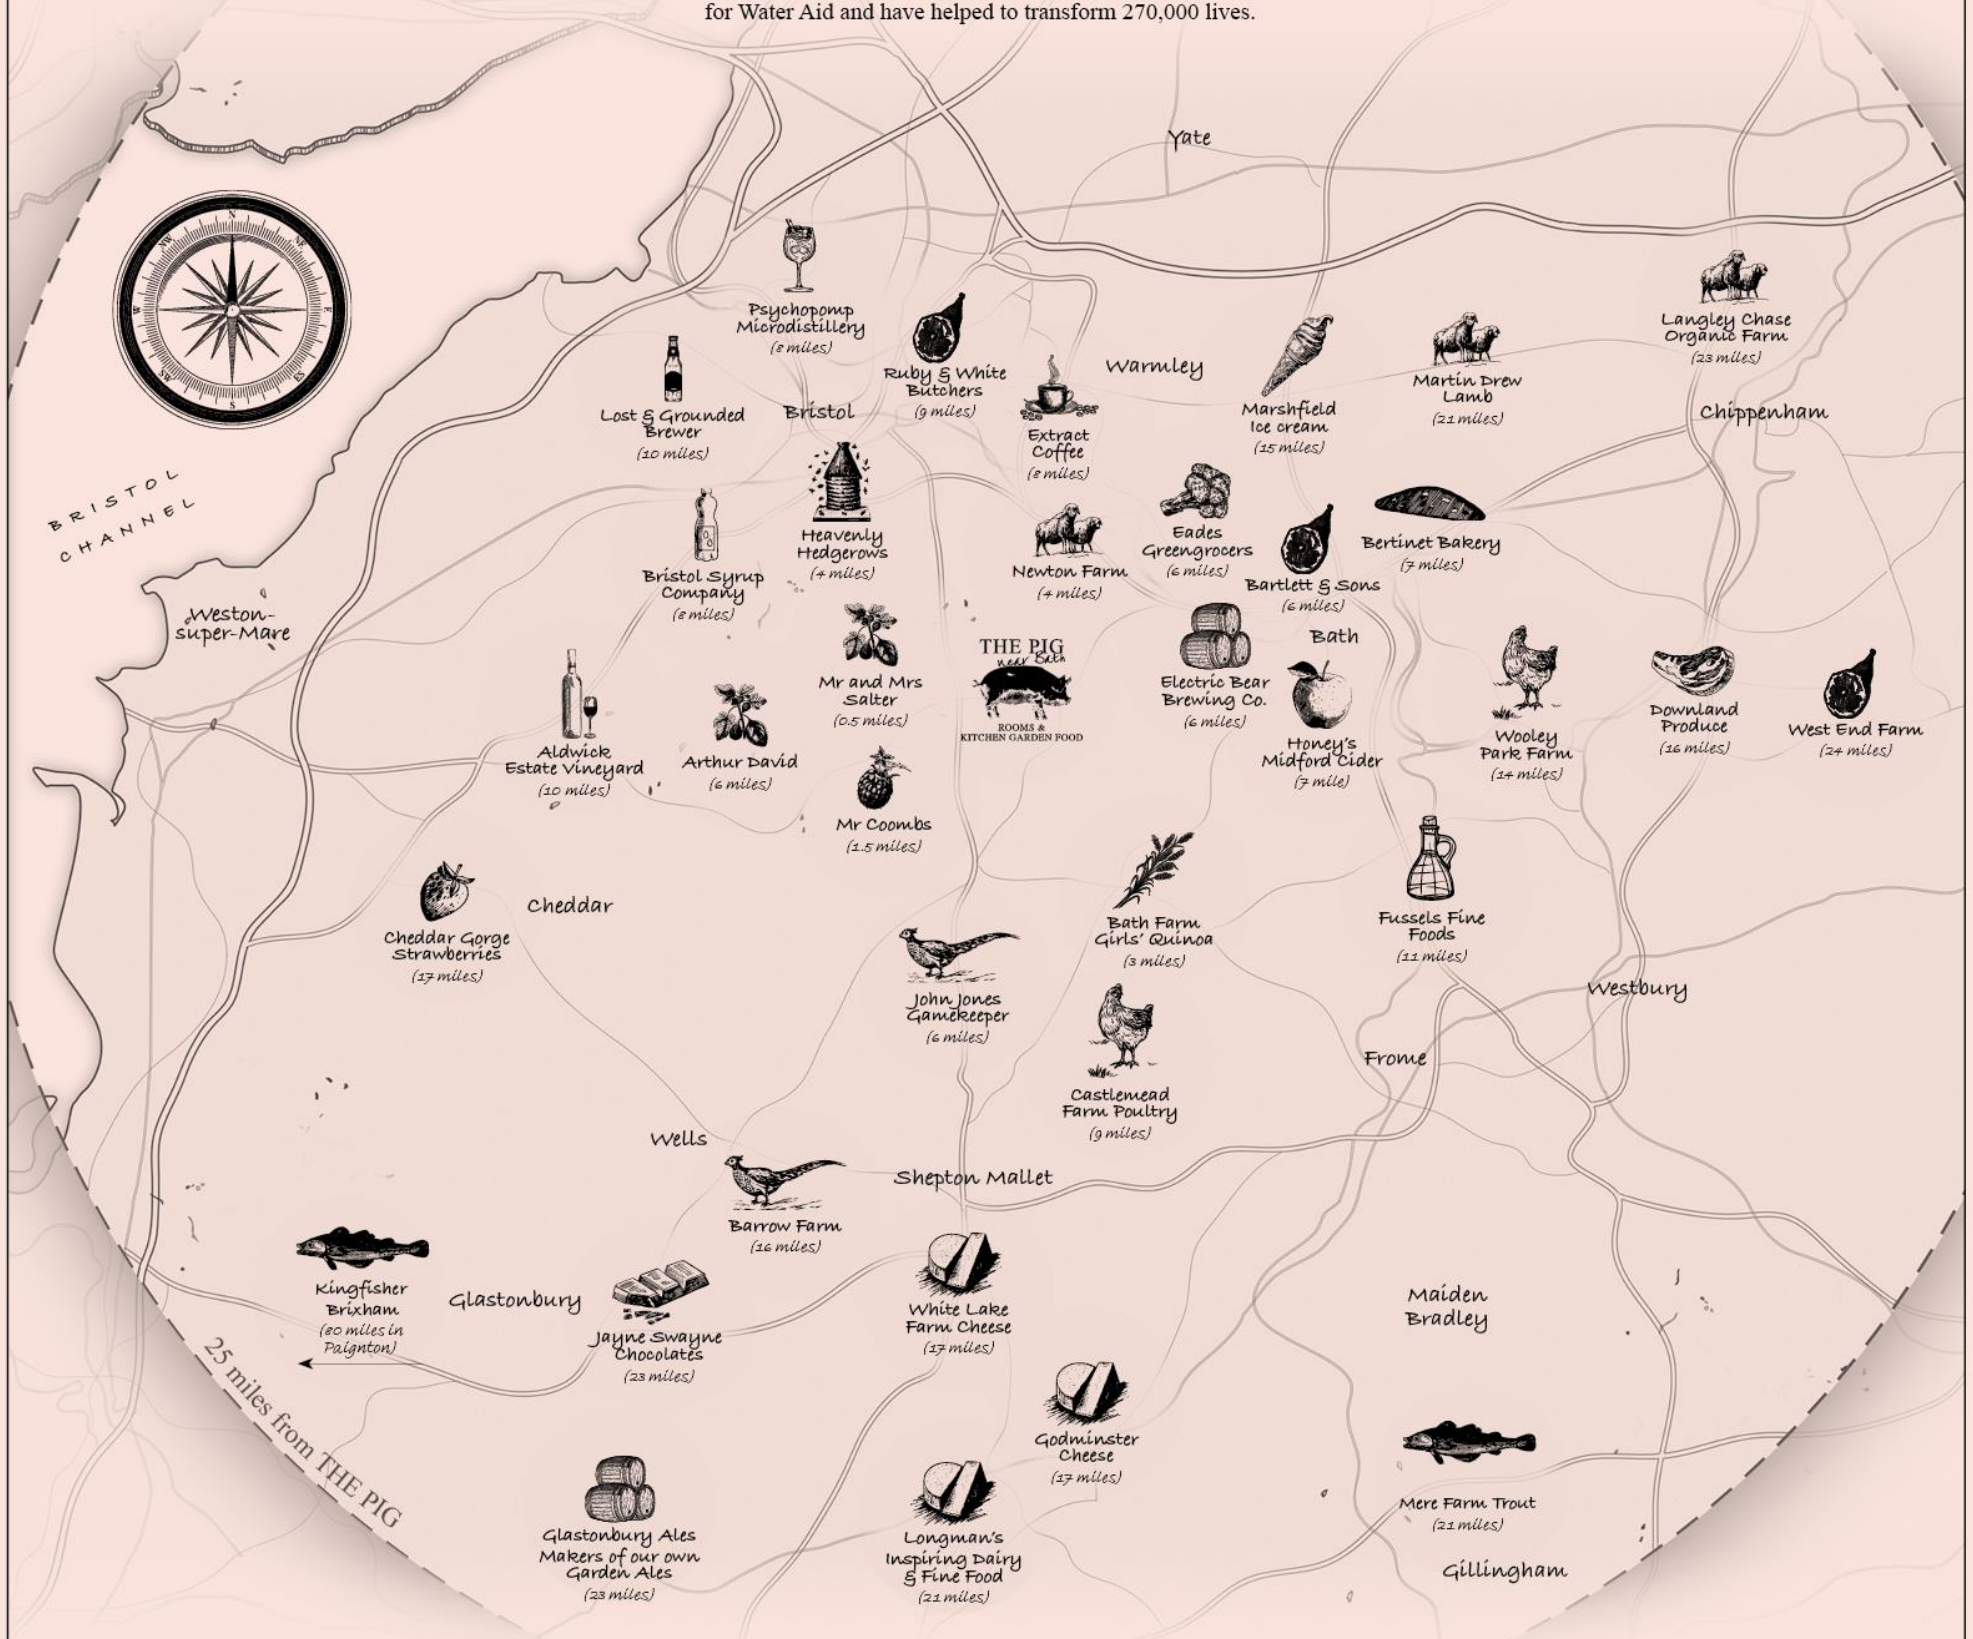 for Water Aid and have helped to transform 270,000 lives.
Yate
N
NE
E
ES
S
SW
W
NW
BRISTOL
CHANNEL
Psychopomp
Microdistillery
(8 miles)
Lost & Grounded
Brewer
(10 miles)
Bristol
Ruby & White
Butchers
(9 miles)
Extract
Coffee
(8 miles)
Warmley
Marshfield
Ice cream
(15 miles)
Martin Drew
Lamb
(21 miles)
Langley Chase
Organic Farm
(23 miles)
Chippenham
Weston-
super-Mare
Bristol Syrup
Company
(8 miles)
Heavenly
Hedgerows
(4 miles)
Newton Farm
(4 miles)
Eades
Greengrocers
(6 miles)
Bartlett & Sons
(6 miles)
Bertinet Bakery
(7 miles)
Bath
Aldwick
Estate Vineyard
(10 miles)
Arthur David
(6 miles)
Mr and Mrs
Salter
(0.5 miles)
THE PIG
near Bath
ROOMS &
KITCHEN GARDEN FOOD
Electric Bear
Brewing Co.
(6 miles)
Honey's
Midford Cider
(7 mile)
Wooley
Park Farm
(14 miles)
Downland
Produce
(16 miles)
West End Farm
(24 miles)
Mr Coombs
(1.5 miles)
Cheddar Gorge
Strawberries
(17 miles)
Cheddar
Bath Farm
Girls' Quinoa
(3 miles)
Fussels Fine
Foods
(11 miles)
John Jones
Gamekeeper
(6 miles)
Westbury
Castlemead
Farm Poultry
(9 miles)
Frome
Wells
Shepton Mallet
Barrow Farm
(16 miles)
Kingfisher
Brixham
(80 miles in
Paignton)
Glastonbury
Jayne Swayne
Chocolates
(23 miles)
White Lake
Farm Cheese
(17 miles)
Maiden
Bradley
Godminster
Cheese
(17 miles)
25 miles from THE PIG
Glastonbury Ales
Makers of our own
Garden Ales
(23 miles)
Longman's
Inspiring Dairy
& Fine Food
(21 miles)
Mere Farm Trout
(21 miles)
Gillingham